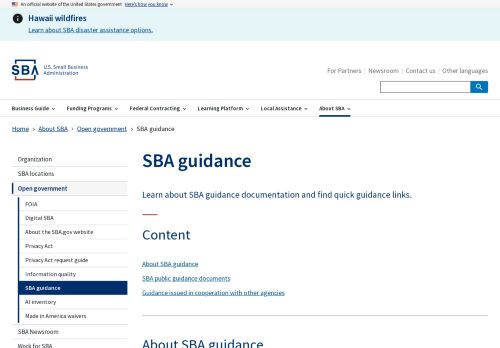 An official website of the United States government Here's how you know
Hawaii wildfires
Learn about SBA disaster assistance options.
SBA
U.S. Small Business
Administration
For Partners Newsroom Contact us Other languages
Business Guide Funding Programs Federal Contracting Learning Platform Local Assistance About SBA
Home About SBA Open government SBA guidance
Organization
SBA locations
Open government
FOIA
Digital SBA
About the SBA.gov website
Privacy Act
Privacy Act request guide
Information quality
SBA guidance
AI inventory
Made in America waivers
SBA Newsroom
Work for SBA
SBA guidance
Learn about SBA guidance documentation and find quick guidance links.
Content
About SBA guidance
SBA public guidance documents
Guidance issued in cooperation with other agencies
About SBA guidance